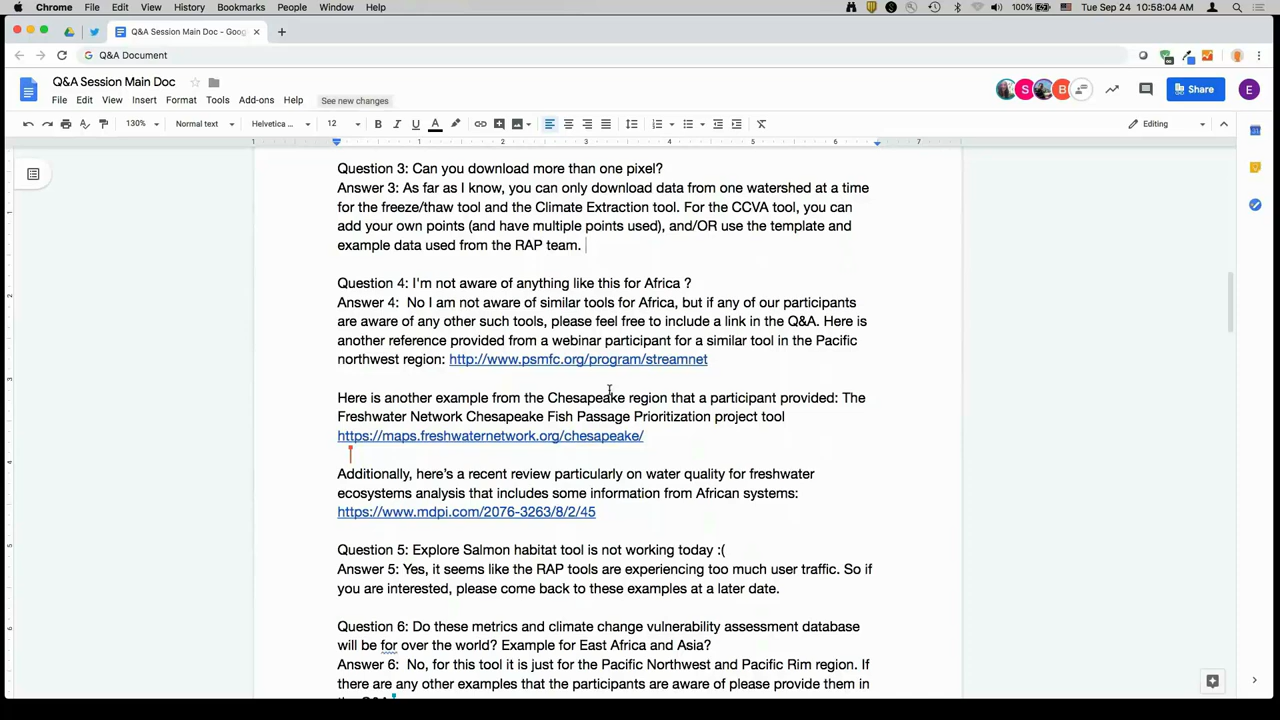 Chrome File Edit View History Bookmarks People Window Help 100% Tue Sep 24 10:58:04 AM
Q&A Session Main Doc - Goog
Q&A Document
Q&A Session Main Doc
File Edit View Insert Format Tools Add-ons Help See new changes
S B Share E
130% Normal text Helvetica ... 12 B I U A Editing
1 1 2 3 4 5 6 7
Question 3: Can you download more than one pixel?
Answer 3: As far as I know, you can only download data from one watershed at a time
for the freeze/thaw tool and the Climate Extraction tool. For the CCVA tool, you can
add your own points (and have multiple points used), and/OR use the template and
example data used from the RAP team.
Question 4: I'm not aware of anything like this for Africa ?
Answer 4:  No I am not aware of similar tools for Africa, but if any of our participants
are aware of any other such tools, please feel free to include a link in the Q&A. Here is
another reference provided from a webinar participant for a similar tool in the Pacific
northwest region: http://www.psmfc.org/program/streamnet
Here is another example from the Chesapeake region that a participant provided: The
Freshwater Network Chesapeake Fish Passage Prioritization project tool
https://maps.freshwaternetwork.org/chesapeake/
Additionally, here's a recent review particularly on water quality for freshwater
ecosystems analysis that includes some information from African systems:
https://www.mdpi.com/2076-3263/8/2/45
Question 5: Explore Salmon habitat tool is not working today :(
Answer 5: Yes, it seems like the RAP tools are experiencing too much user traffic. So if
you are interested, please come back to these examples at a later date.
Question 6: Do these metrics and climate change vulnerability assessment database
will be for over the world? Example for East Africa and Asia?
Answer 6:  No, for this tool it is just for the Pacific Northwest and Pacific Rim region. If
there are any other examples that the participants are aware of please provide them in